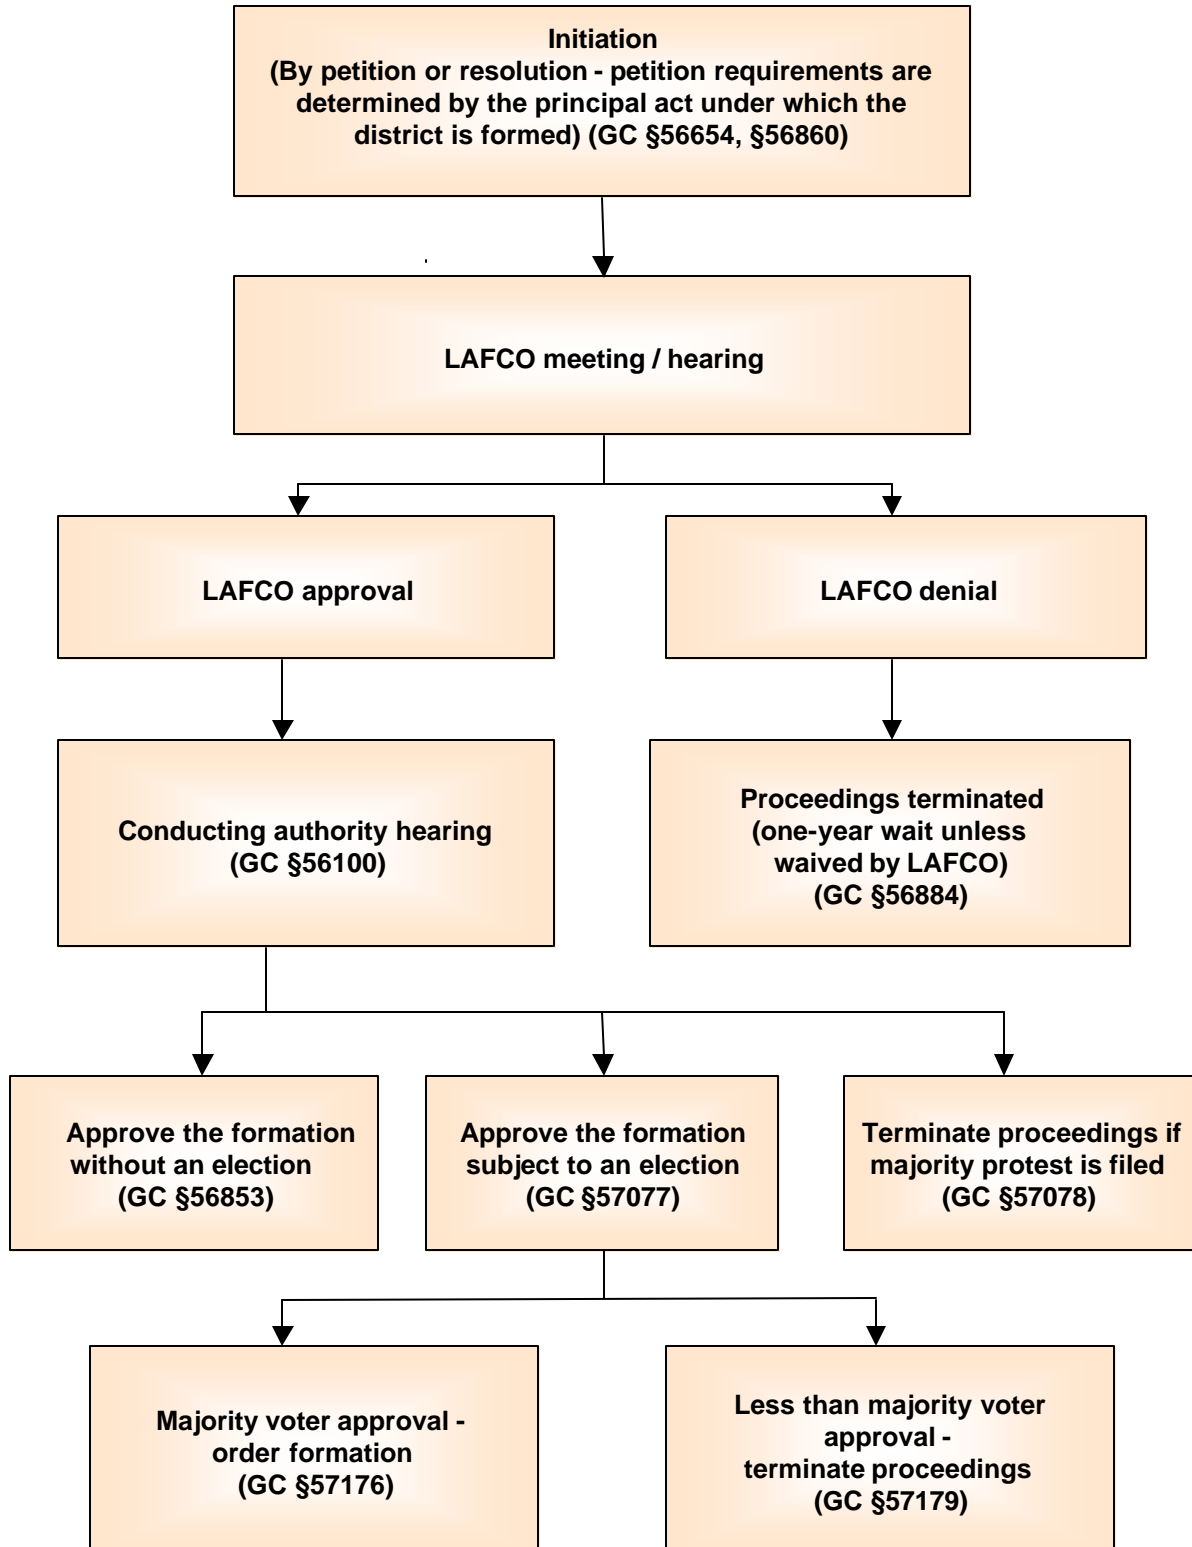 Initiation
(By petition or resolution - petition requirements are
determined by the principal act under which the
district is formed) (GC §56654, §56860)
LAFCO meeting / hearing
LAFCO approval
LAFCO denial
Conducting authority hearing
(GC §56100)
Proceedings terminated
(one-year wait unless
waived by LAFCO)
(GC §56884)
Approve the formation
without an election
(GC §56853)
Approve the formation
subject to an election
(GC §57077)
Terminate proceedings if
majority protest is filed
(GC §57078)
Majority voter approval -
order formation
(GC §57176)
Less than majority voter
approval -
terminate proceedings
(GC §57179)